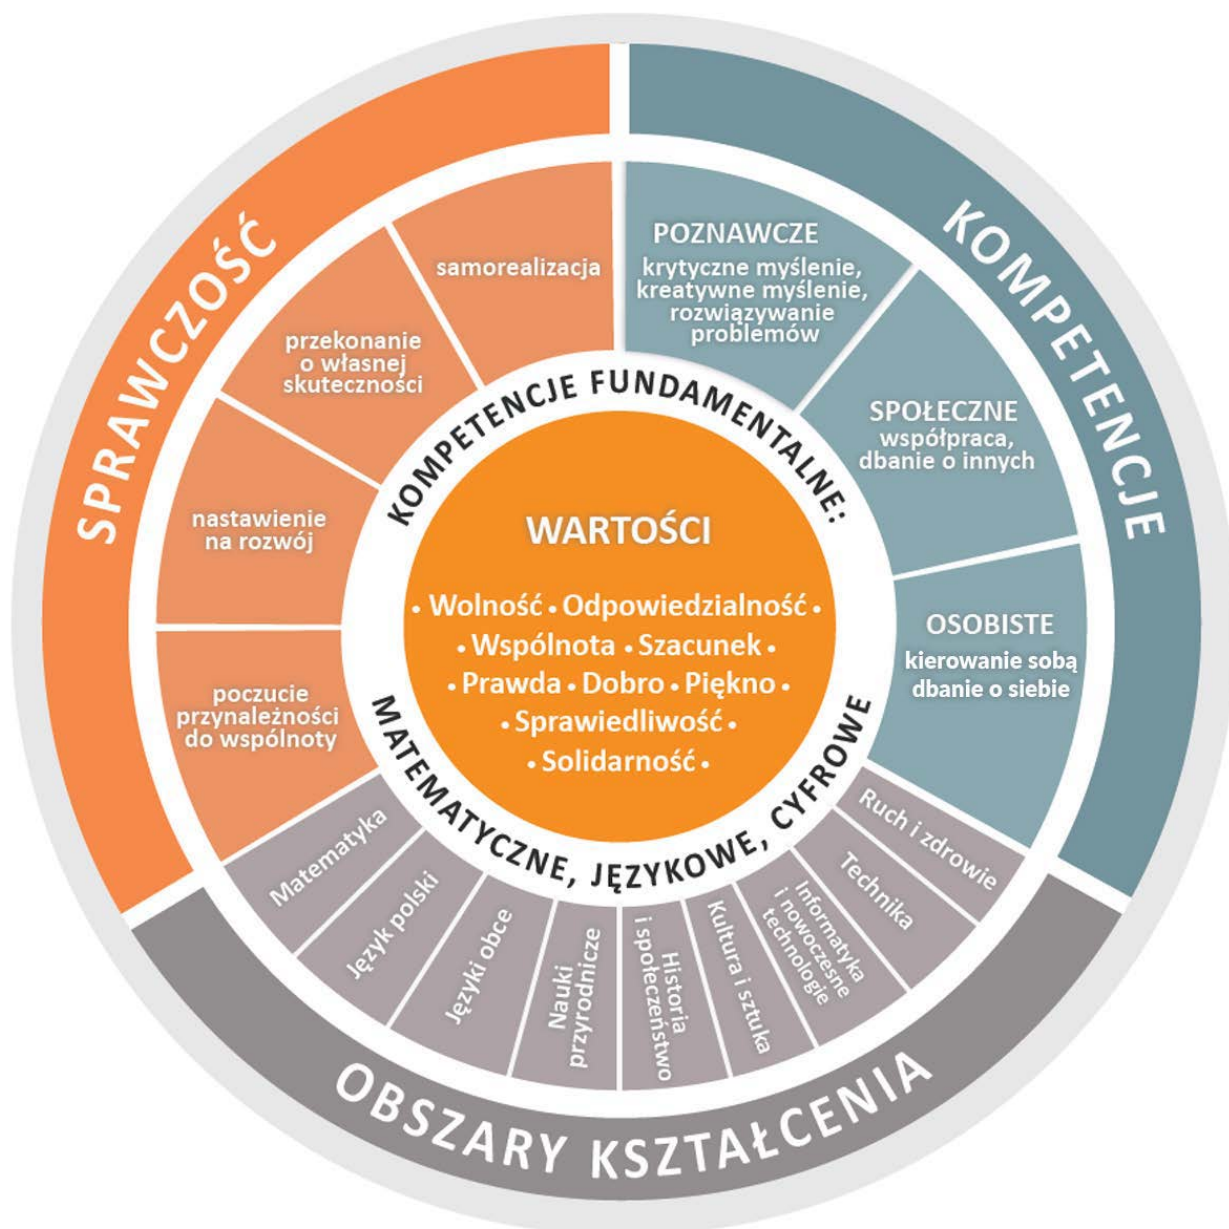 SPRAWCZOŚĆ
samorealizacja
przekonanie
o własnej
skuteczności
nastawienie
na rozwój
poczucie
przynależności
do wspólnoty
KOMPETENCJE
POZNAWCZE
krytyczne myślenie,
kreatywne myślenie,
rozwiązywanie
problemów
SPOŁECZNE
współpraca,
dbanie o innych
OSOBISTE
kierowanie sobą
dbanie o siebie
KOMPETENCJE FUNDAMENTALNE:
MATEMATYCZNE, JĘZYKOWE, CYFROWE
WARTOŚCI
• Wolność • Odpowiedzialność •
• Wspólnota • Szacunek •
• Prawda • Dobro • Piękno •
• Sprawiedliwość •
• Solidarność •
Matematyka
Język polski
Języki obce
Nauki
przyrodnicze
Historia
i społeczeństwo
Kultura i sztuka
Informatyka
i nowoczesne
technologie
Technika
Ruch i zdrowie
OBSZARY KSZTAŁCENIA